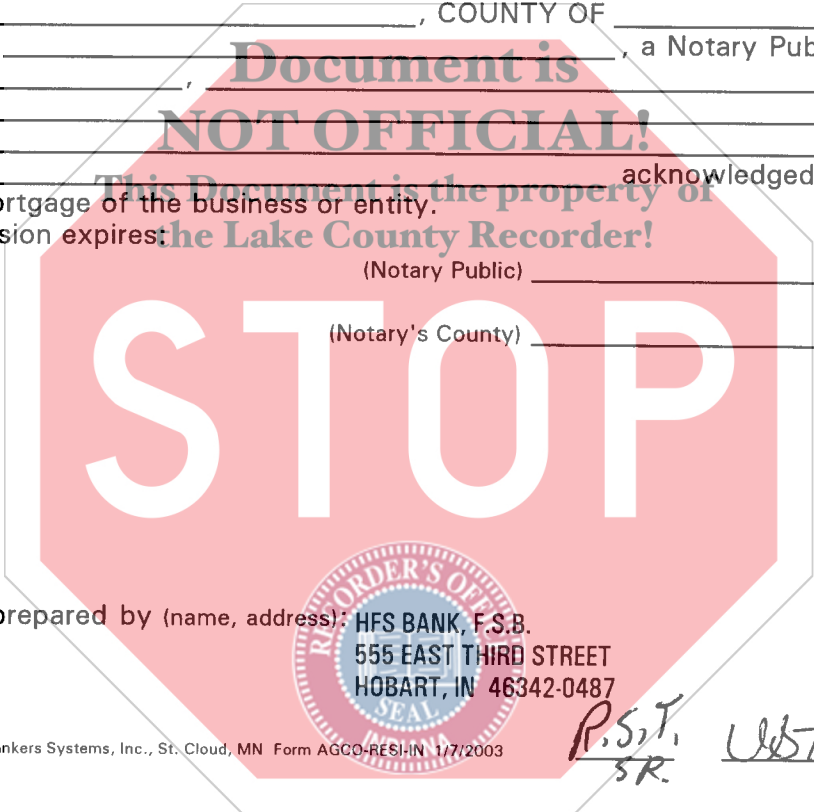 , COUNTY OF
, a Notary Pub
Document is
,
NOT OFFICIAL!
acknowledged
This Document is the property of
ortgage of the business or entity.
sion expires:
the Lake County Recorder!
(Notary Public)
(Notary's County)
STOP
RECORDER'S OFFICE
prepared by (name, address): HFS BANK, F.S.B.
555 EAST THIRD STREET
HOBART, IN 46342-0487
SEAL
INDIANA
nkers Systems, Inc., St. Cloud, MN Form AGCO-RESI-IN 1/7/2003
R.S.T.
SR.